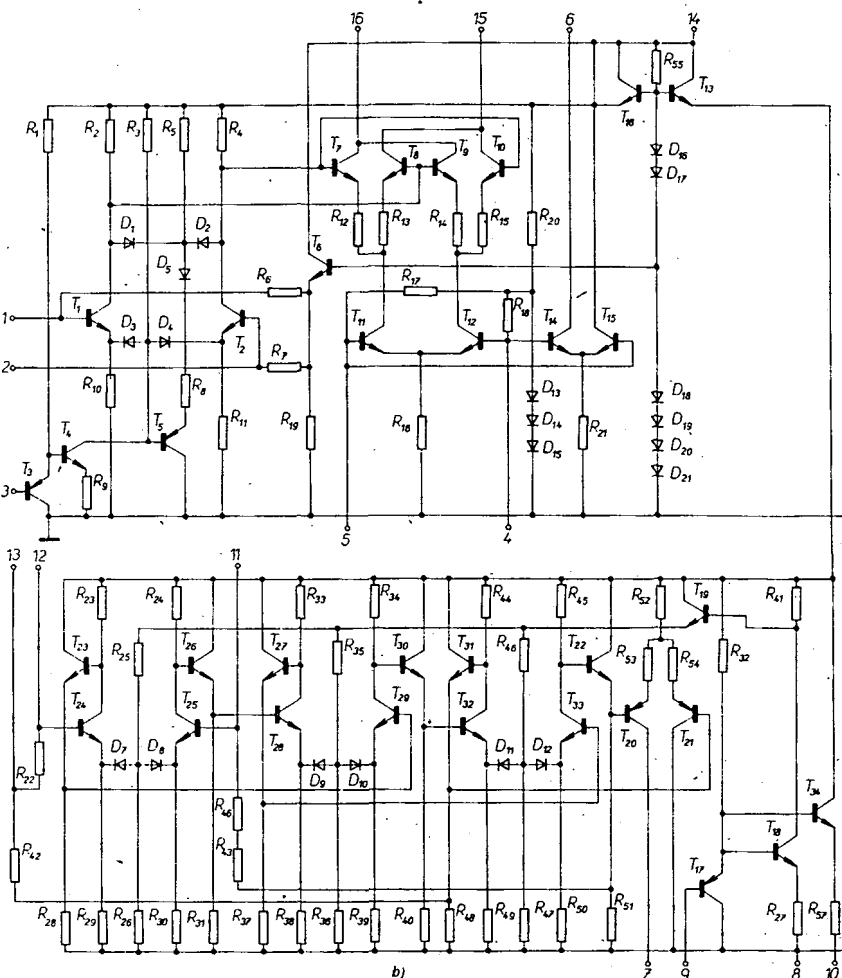 16 15 6 14
R55
T16 T13
R1 R2 R3 R5 R4
T7 T8 T9 T10
D16
D17
R12 R13 R14 R15 R20
D1 D2
D5
T6
R6 R17 R18
1 T1 D3 D4 T2
T11 T12 T14 T15
2 R7
R10 R8 R11 R19 R16 R21
D13 D18
D14 D19
D15 D20
D21
T4 T5
3 T3 R9
5 4
13 12 11
R23 R24 R33 R34 R44 R45 R52 T19 R41
T23 R25 T26 T27 R35 T30 T31 R46 T22 R53 R54 R32
T24 T25 T28 T29 T32 T33 T20 T21
R22 D7 D8 D9 D10 D11 D12
R46
R42 R43
T34
T18
T17
R28 R29 R26 R30 R31 R37 R38 R36 R39 R40 R48 R49 R47 R50 R51 R27 R57
b) 7 9 8 10